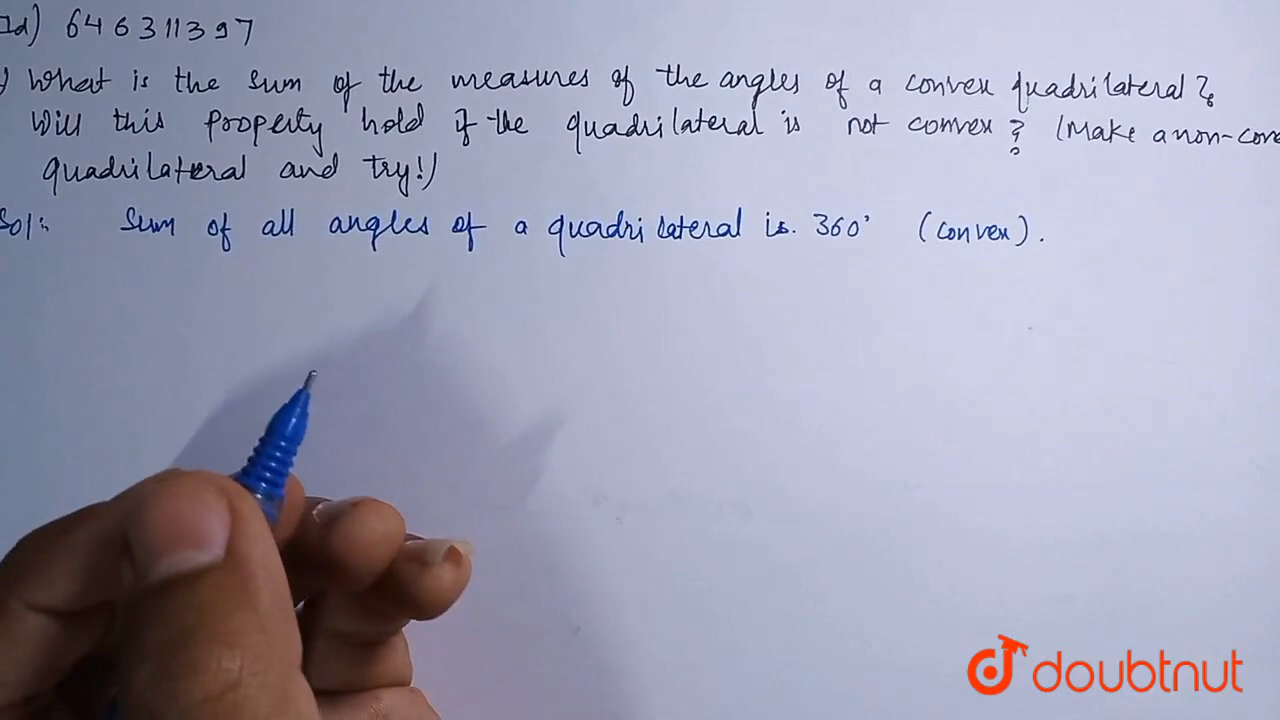 Id) 646311397
) What is the sum of the measures of the angles of a convex quadrilateral?
Will this property hold if the quadrilateral is not convex? (Make a non-con
quadrilateral and try!)
Sol:. Sum of all angles of a quadrilateral is. 360° (convex).
doubtnut